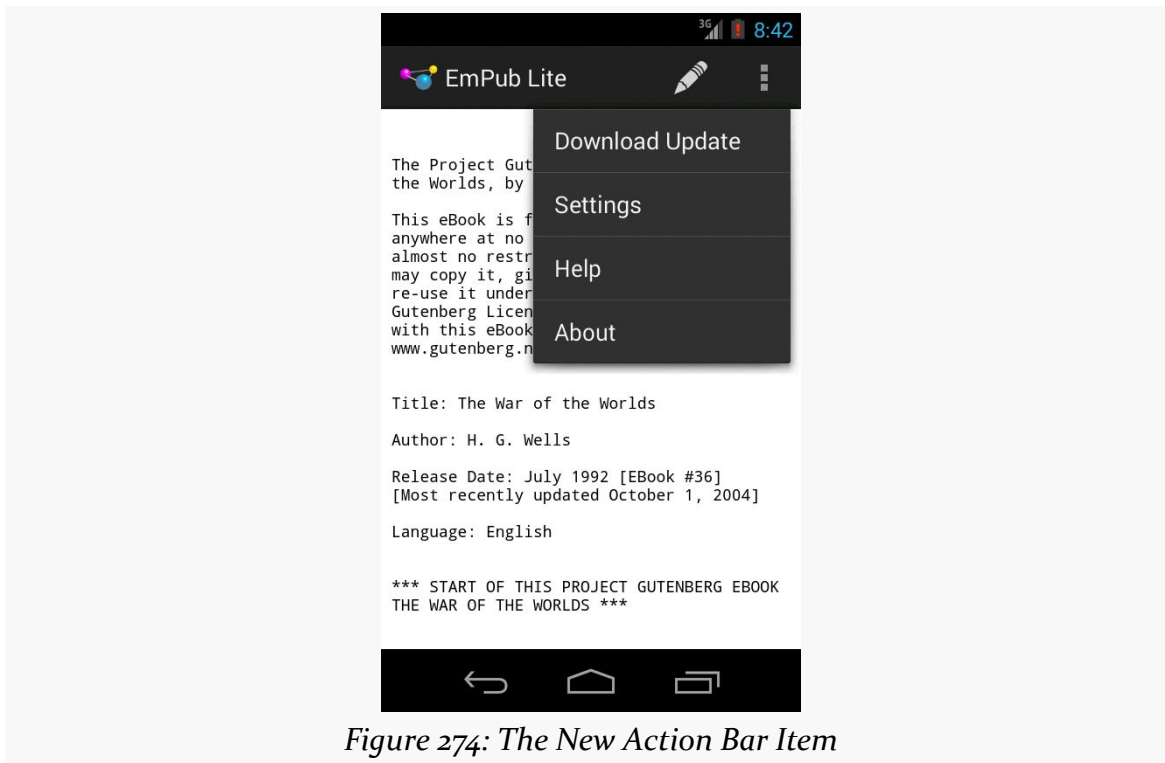 3G 8:42
EmPub Lite
Download Update
Settings
Help
About
The Project Gut
the Worlds, by
This eBook is f
anywhere at no
almost no restr
may copy it, gi
re-use it under
Gutenberg Licen
with this eBook
www.gutenberg.n
Title: The War of the Worlds
Author: H. G. Wells
Release Date: July 1992 [EBook #36]
[Most recently updated October 1, 2004]
Language: English
*** START OF THIS PROJECT GUTENBERG EBOOK
THE WAR OF THE WORLDS ***
Figure 274: The New Action Bar Item